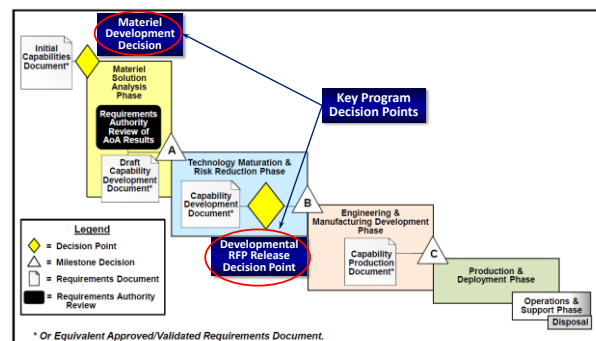 Materiel
Development
Decision
Initial
Capabilities
Document*
Materiel
Solution
Analysis
Phase
Key Program
Decision Points
Requirements
Authority
Review of
AoA Results
A
Draft
Capability
Development
Document*
Technology Maturation &
Risk Reduction Phase
Capability
Development
Document*
B
Developmental
RFP Release
Decision Point
Engineering &
Manufacturing Development
Phase
Capability
Production
Document*
C
Production &
Deployment Phase
Operations &
Support Phase
Disposal
Legend
= Decision Point
= Milestone Decision
= Requirements Document
= Requirements Authority
Review
* Or Equivalent Approved/Validated Requirements Document.